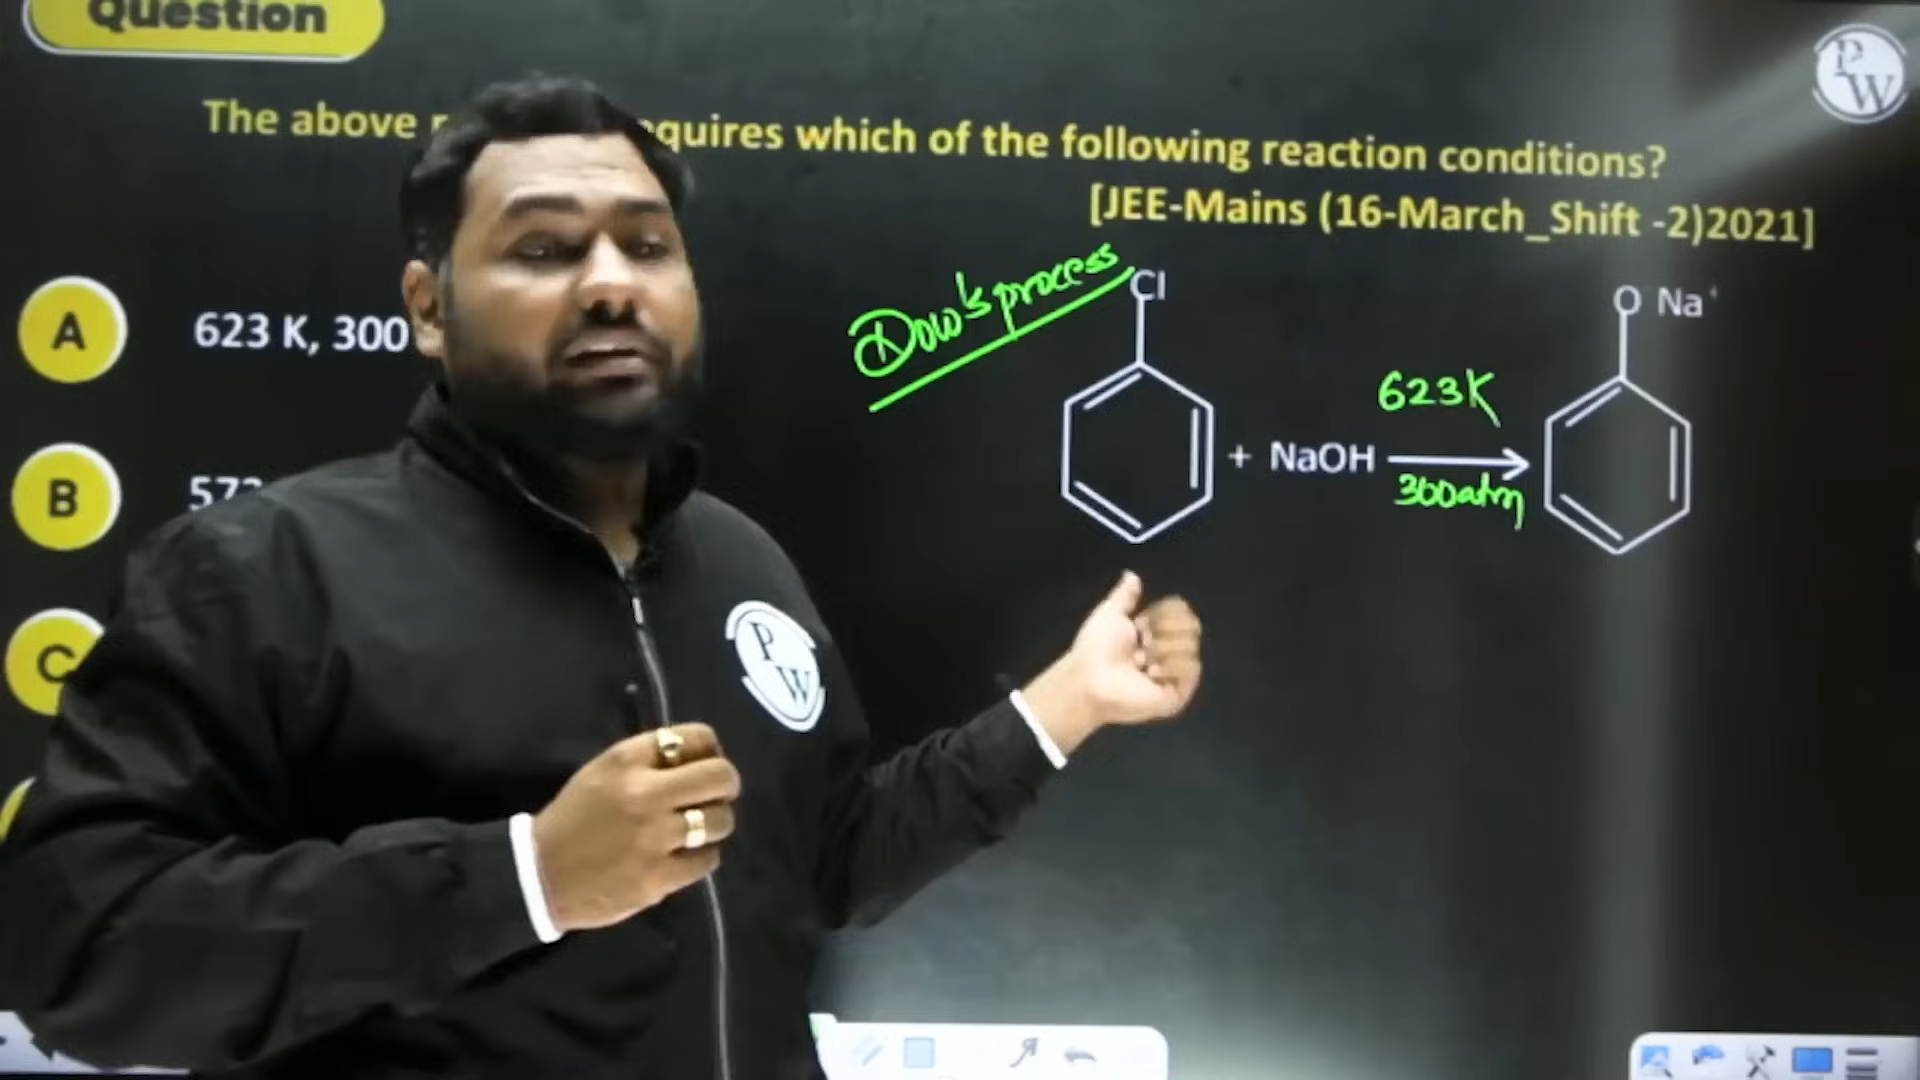 Question
The above equires which of the following reaction conditions?
[JEE-Mains (16-March_Shift -2)2021]
Dow's process
Cl
O Na+
A
623 K, 300
623K
+ NaOH
300atm
B
C
P
W
P
W